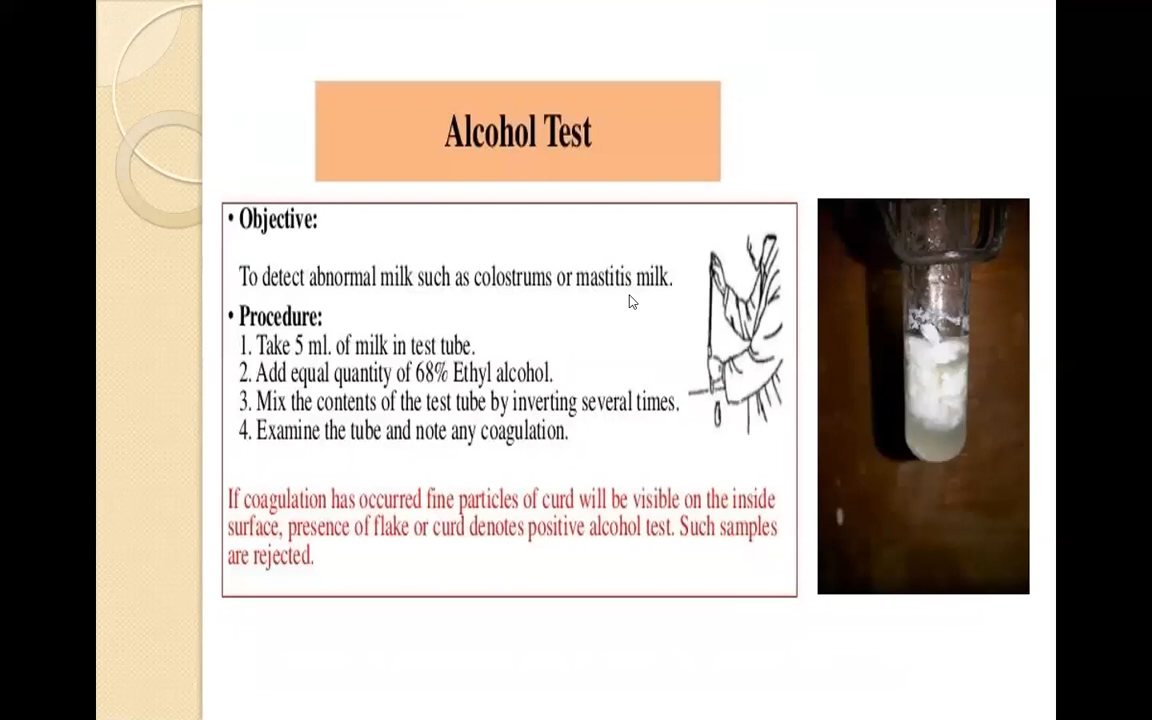 Alcohol Test
• Objective:
To detect abnormal milk such as colostrums or mastitis milk.
• Procedure:
1. Take 5 ml. of milk in test tube.
2. Add equal quantity of 68% Ethyl alcohol.
3. Mix the contents of the test tube by inverting several times.
4. Examine the tube and note any coagulation.
If coagulation has occurred fine particles of curd will be visible on the inside
surface, presence of flake or curd denotes positive alcohol test. Such samples
are rejected.